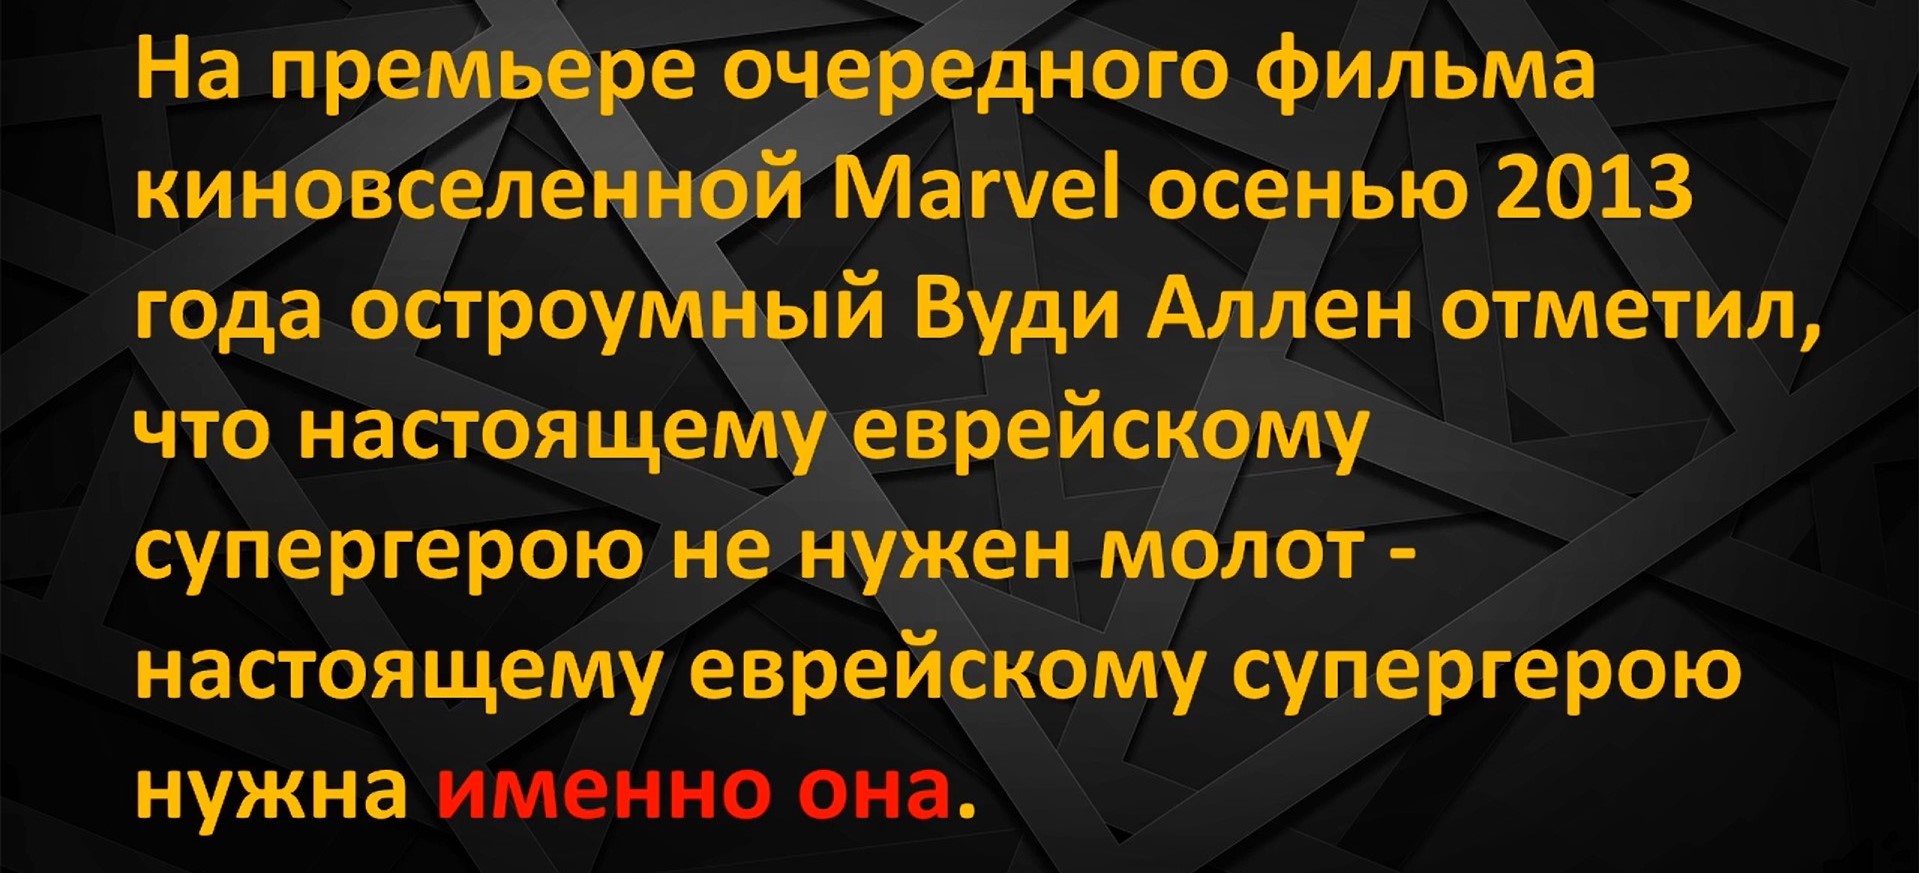 На премьере очередного фильма
киновселенной Marvel осенью 2013
года остроумный Вуди Аллен отметил,
что настоящему еврейскому
супергерою не нужен молот -
настоящему еврейскому супергерою
нужна именно она.